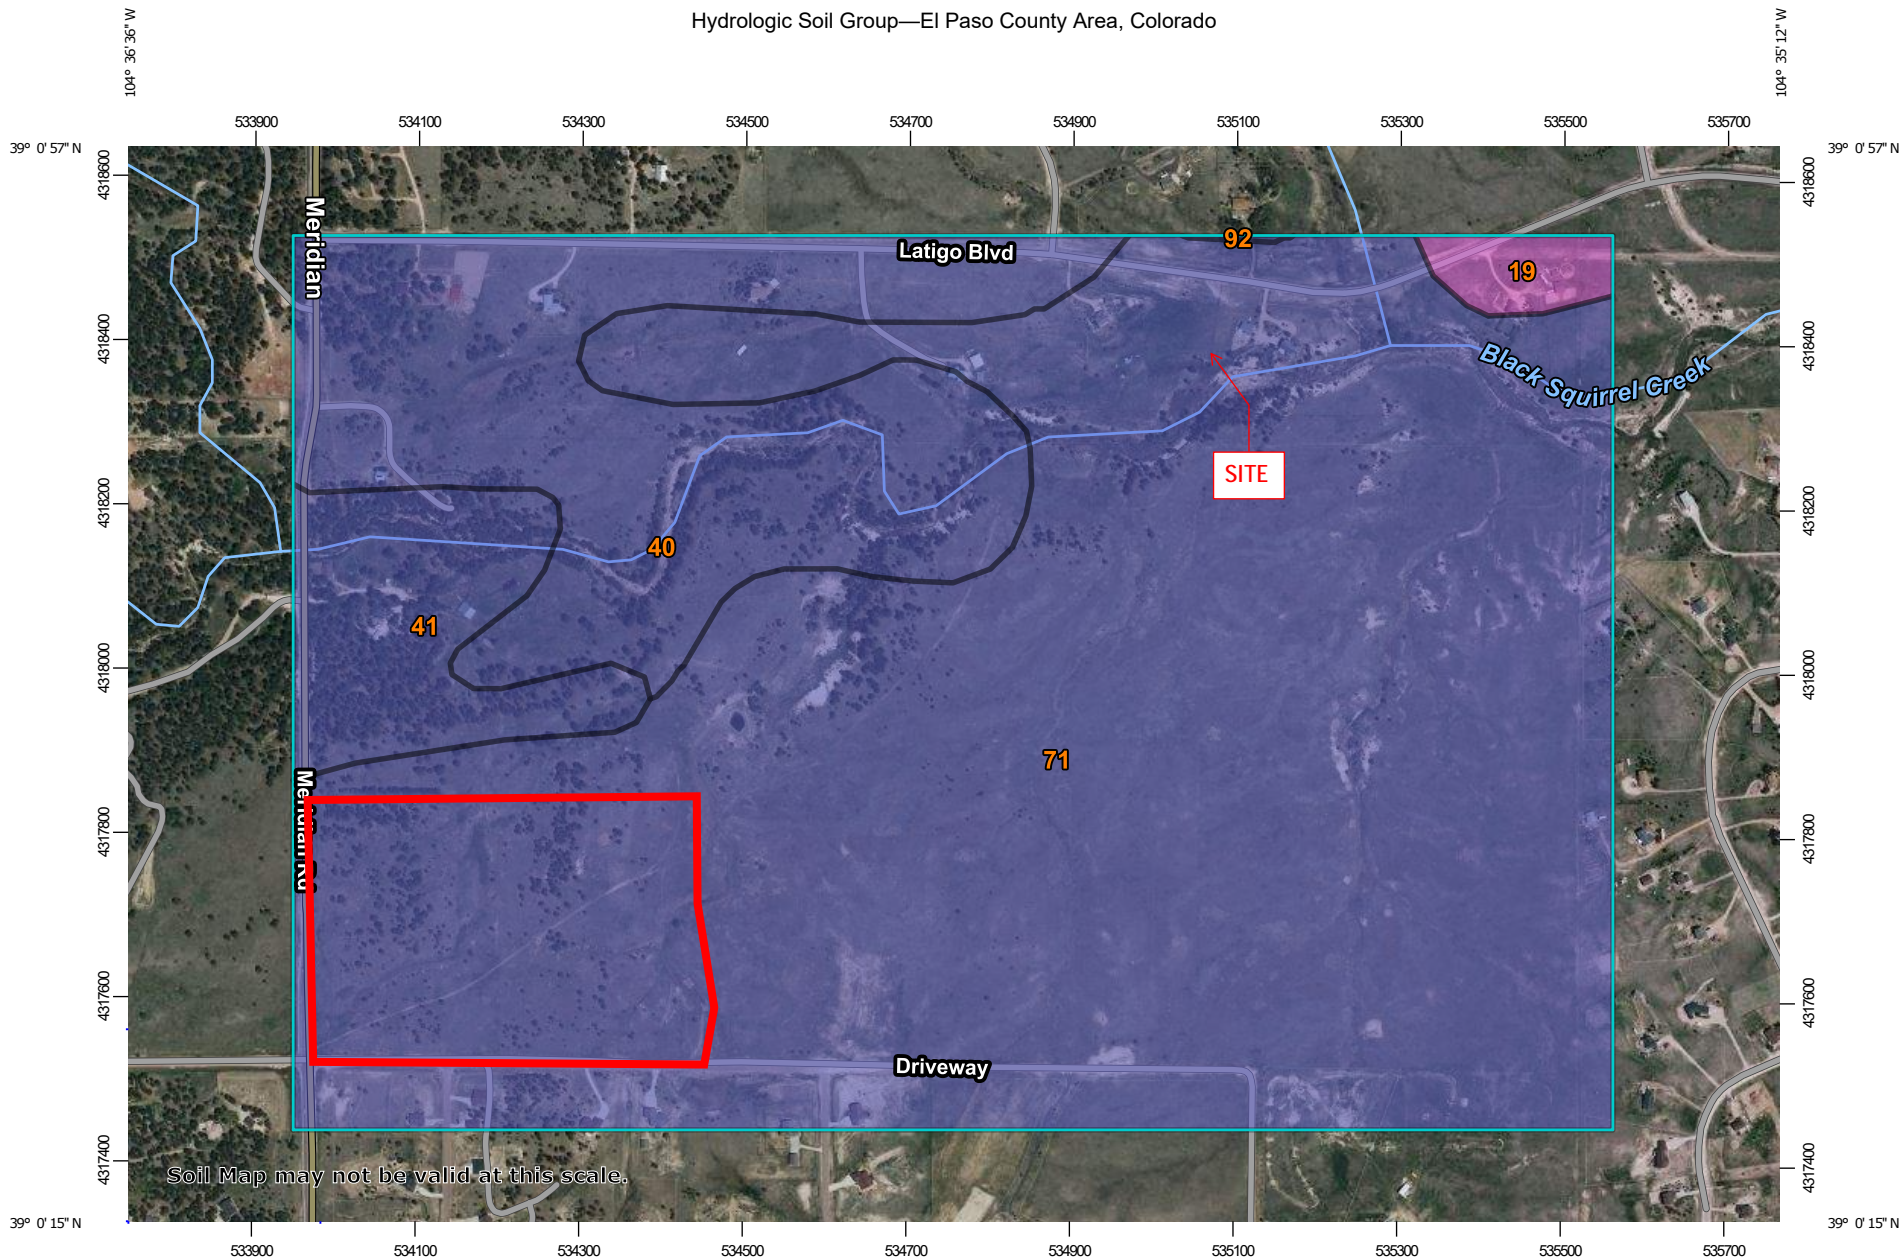 Hydrologic Soil Group—El Paso County Area, Colorado
104° 36' 36" W
104° 35' 12" W
533900 534100 534300 534500 534700 534900 535100 535300 535500 535700
39° 0' 57" N
39° 0' 57" N
4318600
4318600
Meridian
Latigo Blvd
92
19
4318400
4318400
Black Squirrel Creek
SITE
4318200
4318200
40
41
4318000
4318000
71
Meridian Rd
4317800
4317800
4317600
4317600
Driveway
4317400
4317400
Soil Map may not be valid at this scale.
39° 0' 15" N
39° 0' 15" N
533900 534100 534300 534500 534700 534900 535100 535300 535500 535700